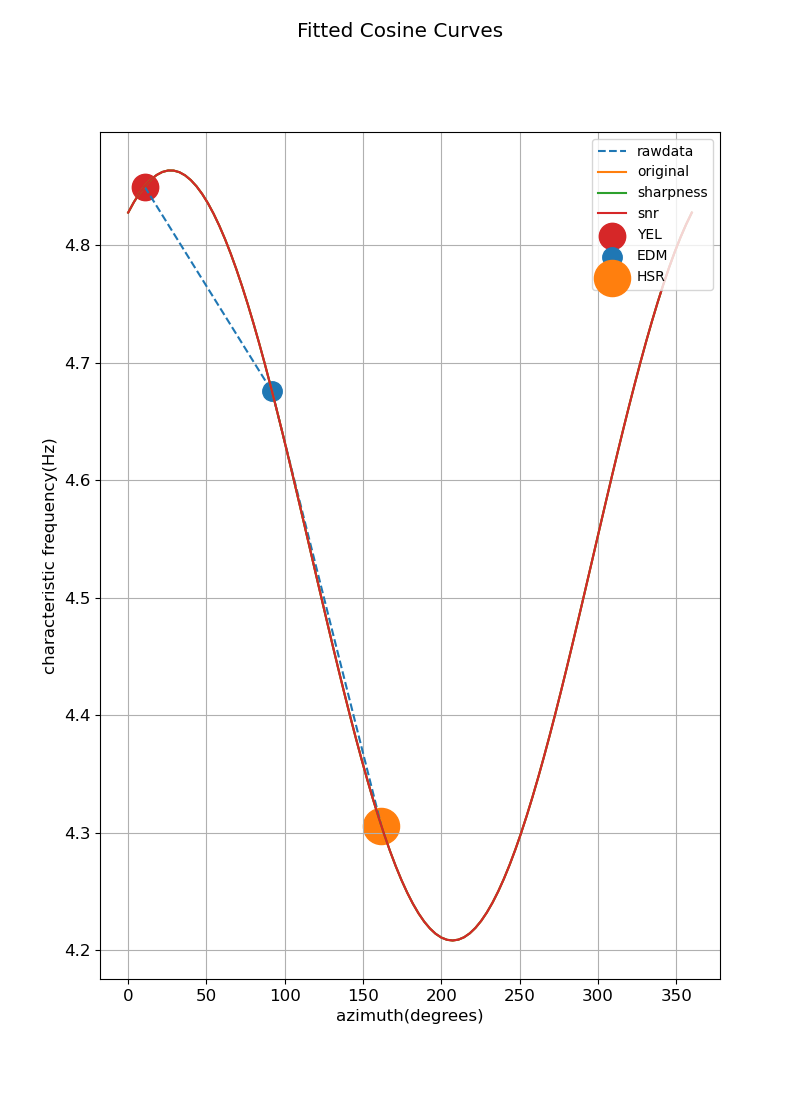 Fitted Cosine Curves
rawdata
original
sharpness
snr
YEL
EDM
HSR
characteristic frequency(Hz)
4.8
4.7
4.6
4.5
4.4
4.3
4.2
0 50 100 150 200 250 300 350
azimuth(degrees)